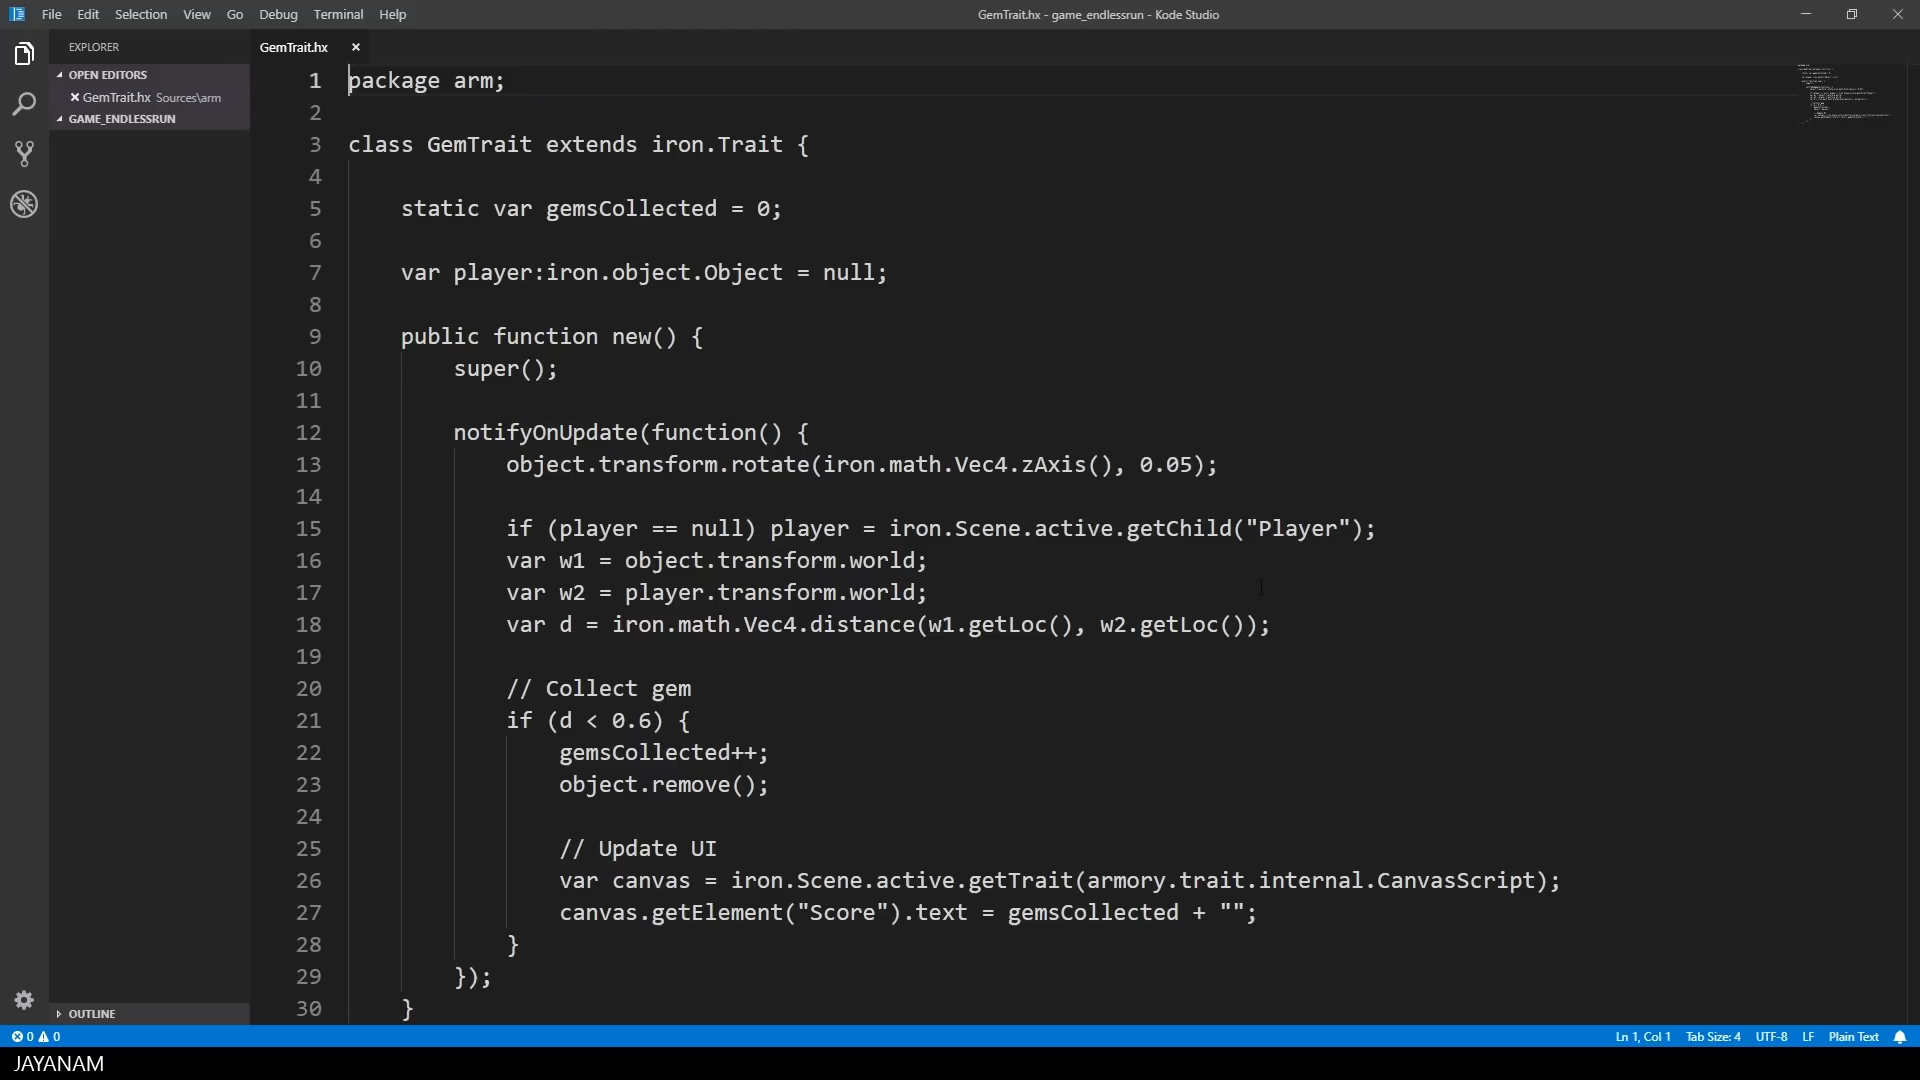 File Edit Selection View Go Debug Terminal Help
GemTrait.hx - game_endlessrun - Kode Studio
EXPLORER
OPEN EDITORS
GemTrait.hx Sources\arm
GAME_ENDLESSRUN
OUTLINE
GemTrait.hx
1 package arm;
2
3 class GemTrait extends iron.Trait {
4
5 static var gemsCollected = 0;
6
7 var player:iron.object.Object = null;
8
9 public function new() {
10 super();
11
12 notifyOnUpdate(function() {
13 object.transform.rotate(iron.math.Vec4.zAxis(), 0.05);
14
15 if (player == null) player = iron.Scene.active.getChild("Player");
16 var w1 = object.transform.world;
17 var w2 = player.transform.world;
18 var d = iron.math.Vec4.distance(w1.getLoc(), w2.getLoc());
19
20 // Collect gem
21 if (d < 0.6) {
22 gemsCollected++;
23 object.remove();
24
25 // Update UI
26 var canvas = iron.Scene.active.getTrait(armory.trait.internal.CanvasScript);
27 canvas.getElement("Score").text = gemsCollected + "";
28 }
29 });
30 }
0 0
Ln 1, Col 1 Tab Size: 4 UTF-8 LF Plain Text
JAYANAM